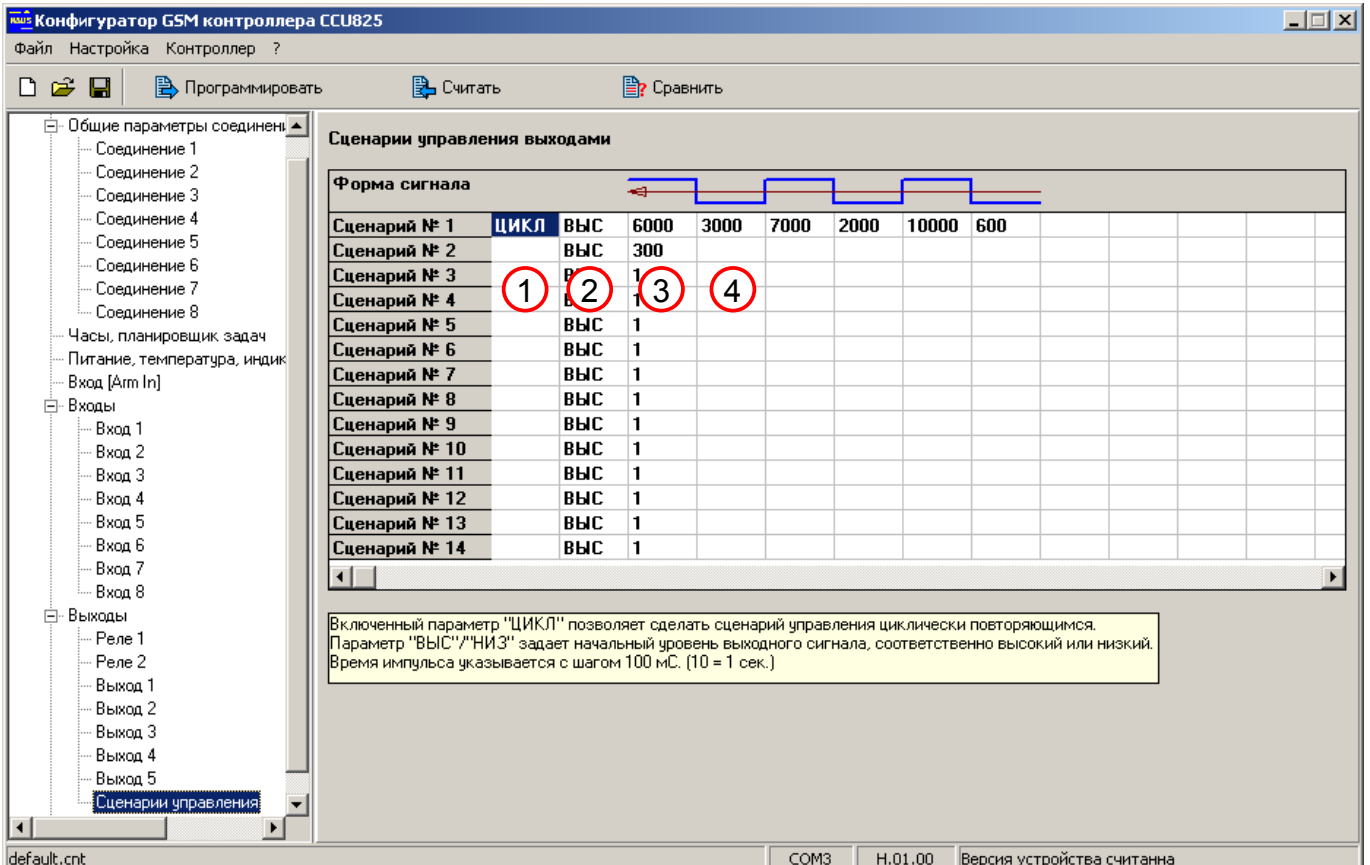 Конфигуратор GSM контроллера CCU825
Файл Настройка Контроллер ?
Программировать Считать Сравнить
Общие параметры соединени
Соединение 1
Соединение 2
Соединение 3
Соединение 4
Соединение 5
Соединение 6
Соединение 7
Соединение 8
Часы, планировщик задач
Питание, температура, индик
Вход [Arm In]
Входы
Вход 1
Вход 2
Вход 3
Вход 4
Вход 5
Вход 6
Вход 7
Вход 8
Выходы
Реле 1
Реле 2
Выход 1
Выход 2
Выход 3
Выход 4
Выход 5
Сценарии управления
Сценарии управления выходами
Форма сигнала
Сценарий № 1 ЦИКЛ ВЫС 6000 3000 7000 2000 10000 600
Сценарий № 2 ВЫС 300
Сценарий № 3 1
1 2 3 4
Сценарий № 4 1
Сценарий № 5 ВЫС 1
Сценарий № 6 ВЫС 1
Сценарий № 7 ВЫС 1
Сценарий № 8 ВЫС 1
Сценарий № 9 ВЫС 1
Сценарий № 10 ВЫС 1
Сценарий № 11 ВЫС 1
Сценарий № 12 ВЫС 1
Сценарий № 13 ВЫС 1
Сценарий № 14 ВЫС 1
Включенный параметр "ЦИКЛ" позволяет сделать сценарий управления циклически повторяющимся.
Параметр "ВЫС"/"НИЗ" задает начальный уровень выходного сигнала, соответственно высокий или низкий.
Время импульса указывается с шагом 100 мС. (10 = 1 сек.)
default.cnt COM3 H.01.00 Версия устройства считанна